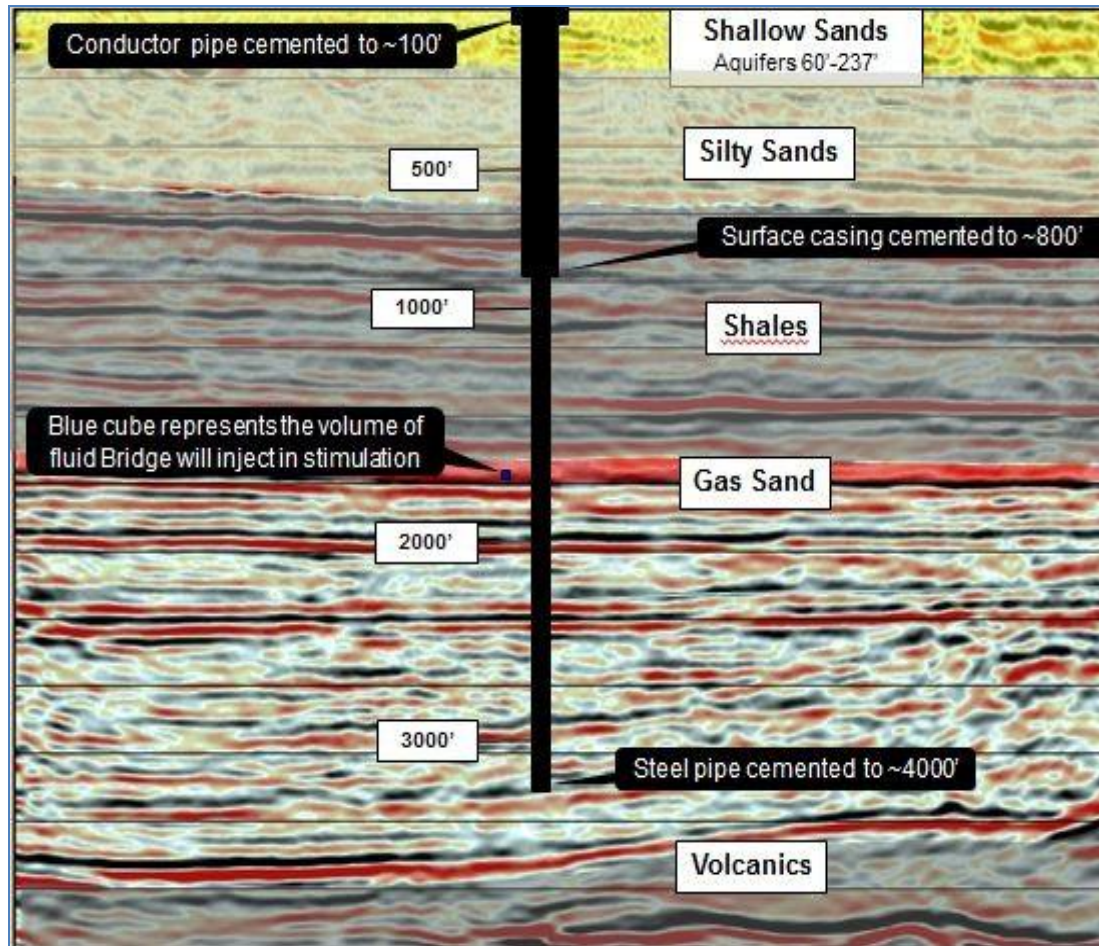 Conductor pipe cemented to ~100’
Shallow Sands
Aquifers 60’-237’
Silty Sands
500’
Surface casing cemented to ~800’
1000’
Shales
Blue cube represents the volume of
fluid Bridge will inject in stimulation
Gas Sand
2000’
3000’
Steel pipe cemented to ~4000’
Volcanics